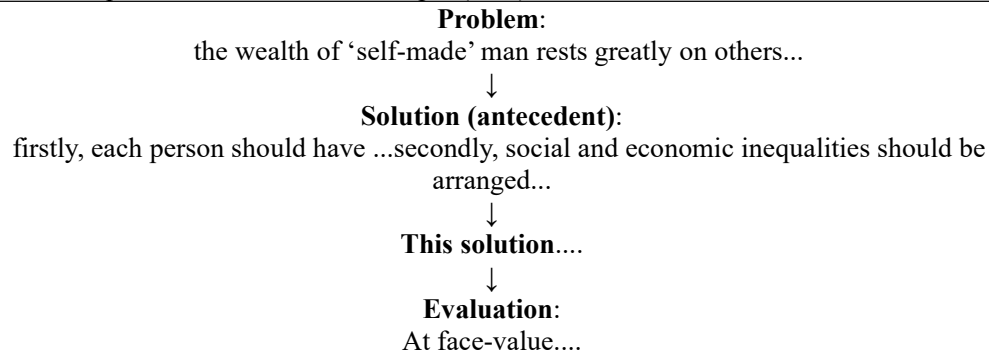 Problem:
the wealth of ‘self-made’ man rests greatly on others...
↓
Solution (antecedent):
firstly, each person should have ...secondly, social and economic inequalities should be
arranged...
↓
This solution....
↓
Evaluation:
At face-value....